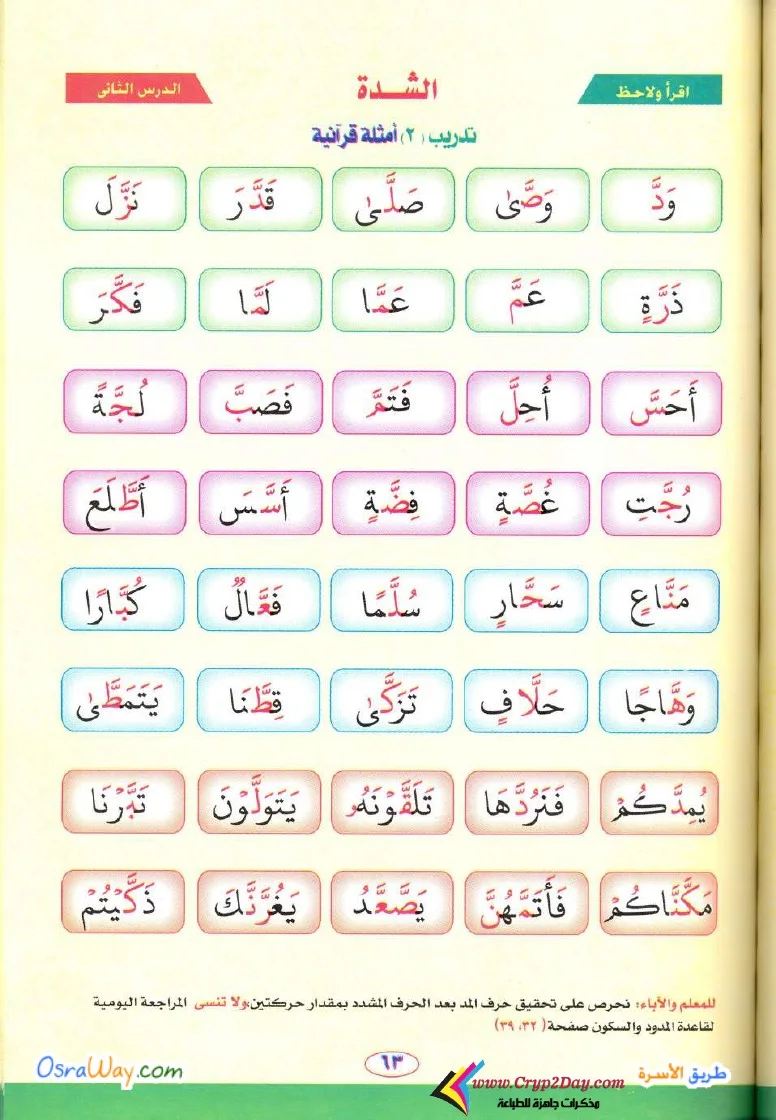 اقرأ ولاحظ الشـدة الدرس الثانى
تدريب (٢) أمثلة قرآنية
وَدَّ وَصَّىٰ صَلَّىٰ قَدَّرَ نَزَّلَ
ذَرَّةٍ عَمَّ عَمَّا لَمَّا فَكَّرَ
أَحَسَّ أُحِلَّ فَتَمَّ فَصَبَّ لُجَّةً
رُجَّتِ غُصَّةٍ فِضَّةٍ أَسَّسَ أَطَّلَعَ
مَنَّاعٍ سَحَّارٍ سُلَّمًا فَعَّالٌ كُبَّارًا
وَهَّاجًا حَلَّافٍ تَزَكَّىٰ قِطَّنَا يَتَمَطَّىٰ
يُمِدَّكُمْ فَنَرُدَّهَا تَلَقَّوْنَهُۥ يَتَوَلَّوْنَ تَبَّرْنَا
مَكَّنَّاكُمْ فَأَتَمَّهُنَّ يَصَّعَّدُ يَغُرَّنَّكَ ذَكَّيْتُمْ
للمعلم والآباء: نحرص على تحقيق حرف المد بعد الحرف المشدد بمقدار حركتين، ولا تنسى المراجعة اليومية
لقاعدة المدود والسكون صفحة (٣٢، ٣٩)
٦٣
طريق الأسرة www.Cryp2Day.com OsraWay.com
مذكرات جاهزة للطباعة